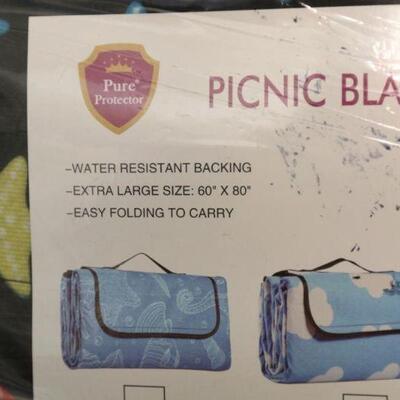 Pure®
Protector
PICNIC BLA
-WATER RESISTANT BACKING
-EXTRA LARGE SIZE: 60" X 80"
-EASY FOLDING TO CARRY